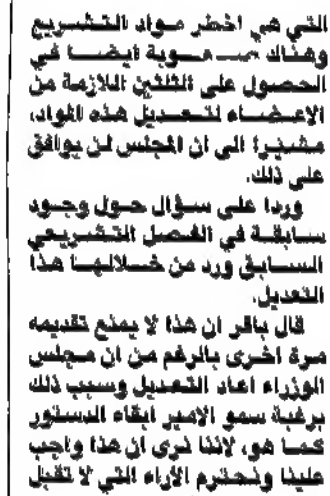 التي هي اخطر مواد التشريع
وهناك صعوبة ايضا في
الحصول على الثلثين اللازمة من
الاعضاء لتعديل هذه المواد،
مشيرا الى ان المجلس لن يوافق
على ذلك.
وردا على سؤال حول وجود
سابقة في الفصل التشريعي
السابق ورد من خلالها هذا
التعديل.
قال باقر ان هذا لا يمنع تقديمه
مرة اخرى بالرغم من ان مجلس
الوزراء اعاد التعديل وسبب ذلك
برغبة سمو الامير ابقاء الدستور
كما هو، لاننا نرى ان هذا واجب
علينا ونحترم الآراء التي لا تقبل